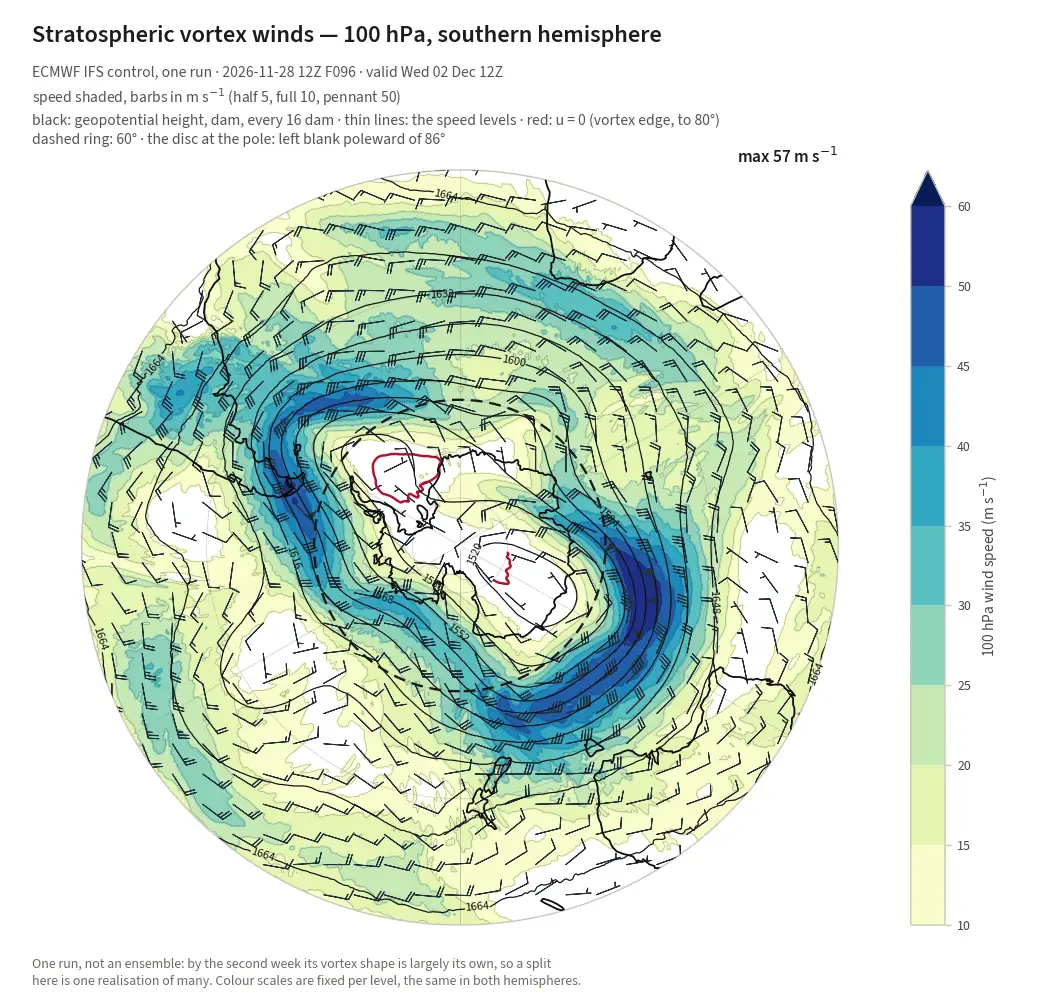 Stratospheric vortex winds — 100 hPa, southern hemisphere
ECMWF IFS control, one run · 2026-11-28 12Z F096 · valid Wed 02 Dec 12Z
speed shaded, barbs in m s⁻¹ (half 5, full 10, pennant 50)
black: geopotential height, dam, every 16 dam · thin lines: the speed levels · red: u = 0 (vortex edge, to 80°)
dashed ring: 60° · the disc at the pole: left blank poleward of 86°
max 57 m s⁻¹
1664
1632
1600
1664
1616
1520
1568
1552
1648
1664
1664
1664
1664
60
50
45
40
35
30
25
20
15
10
100 hPa wind speed (m s⁻¹)
One run, not an ensemble: by the second week its vortex shape is largely its own, so a split
here is one realisation of many. Colour scales are fixed per level, the same in both hemispheres.